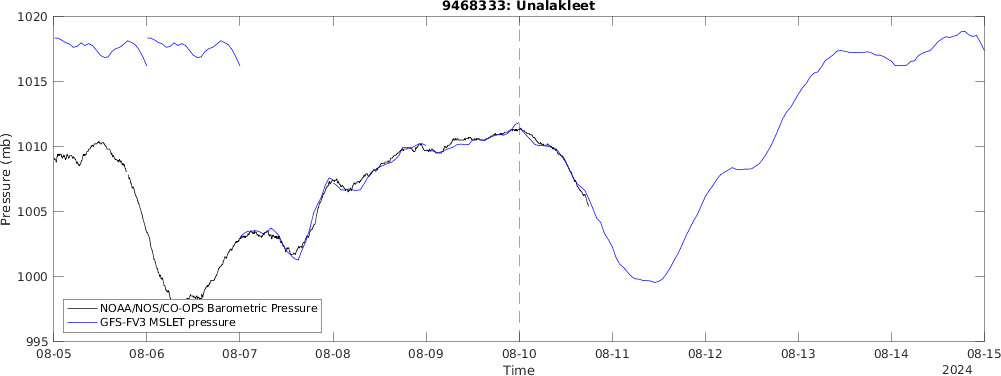 9468333: Unalakleet
1020
1015
1010
1005
1000
995
Pressure (mb)
NOAA/NOS/CO-OPS Barometric Pressure
GFS-FV3 MSLET pressure
08-05 08-06 08-07 08-08 08-09 08-10 08-11 08-12 08-13 08-14 08-15
Time
2024